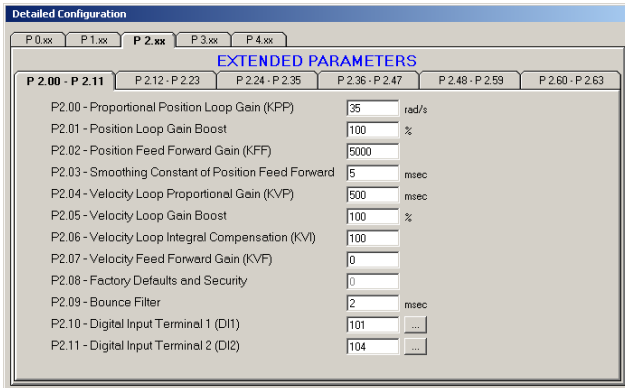 Detailed Configuration
P 0.xx P 1.xx P 2.xx P 3.xx P 4.xx
EXTENDED PARAMETERS
P 2.00 - P 2.11 P 2.12 - P 2.23 P 2.24 - P 2.35 P 2.36 - P 2.47 P 2.48 - P 2.59 P 2.60 - P 2.63
P2.00 - Proportional Position Loop Gain (KPP) 35 rad/s
P2.01 - Position Loop Gain Boost 100 %
P2.02 - Position Feed Forward Gain (KFF) 5000
P2.03 - Smoothing Constant of Position Feed Forward 5 msec
P2.04 - Velocity Loop Proportional Gain (KVP) 500 msec
P2.05 - Velocity Loop Gain Boost 100 %
P2.06 - Velocity Loop Integral Compensation (KVI) 100
P2.07 - Velocity Feed Forward Gain (KVF) 0
P2.08 - Factory Defaults and Security 0
P2.09 - Bounce Filter 2 msec
P2.10 - Digital Input Terminal 1 (DI1) 101 ...
P2.11 - Digital Input Terminal 2 (DI2) 104 ...